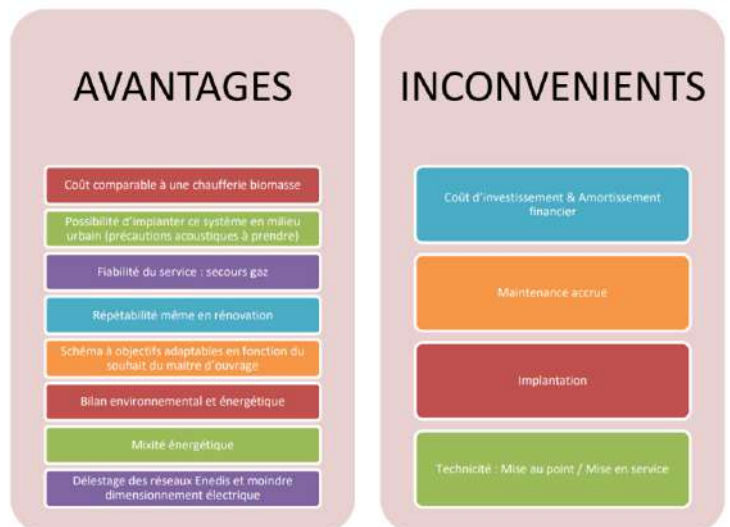 AVANTAGES
Coût comparable à une chaufferie biomasse
Possibilité d'implanter ce système en milieu
urbain (précautions acoustiques à prendre)
Fiabilité du service : secours gaz
Répétabilité même en rénovation
Schéma à objectifs adaptables en fonction du
souhait du maitre d'ouvrage
Bilan environnemental et énergétique
Mixité énergétique
Délestage des réseaux Enedis et moindre
dimensionnement électrique
INCONVENIENTS
Coût d'investissement & Amortissement
financier
Maintenance accrue
Implantation
Technicité : Mise au point / Mise en service